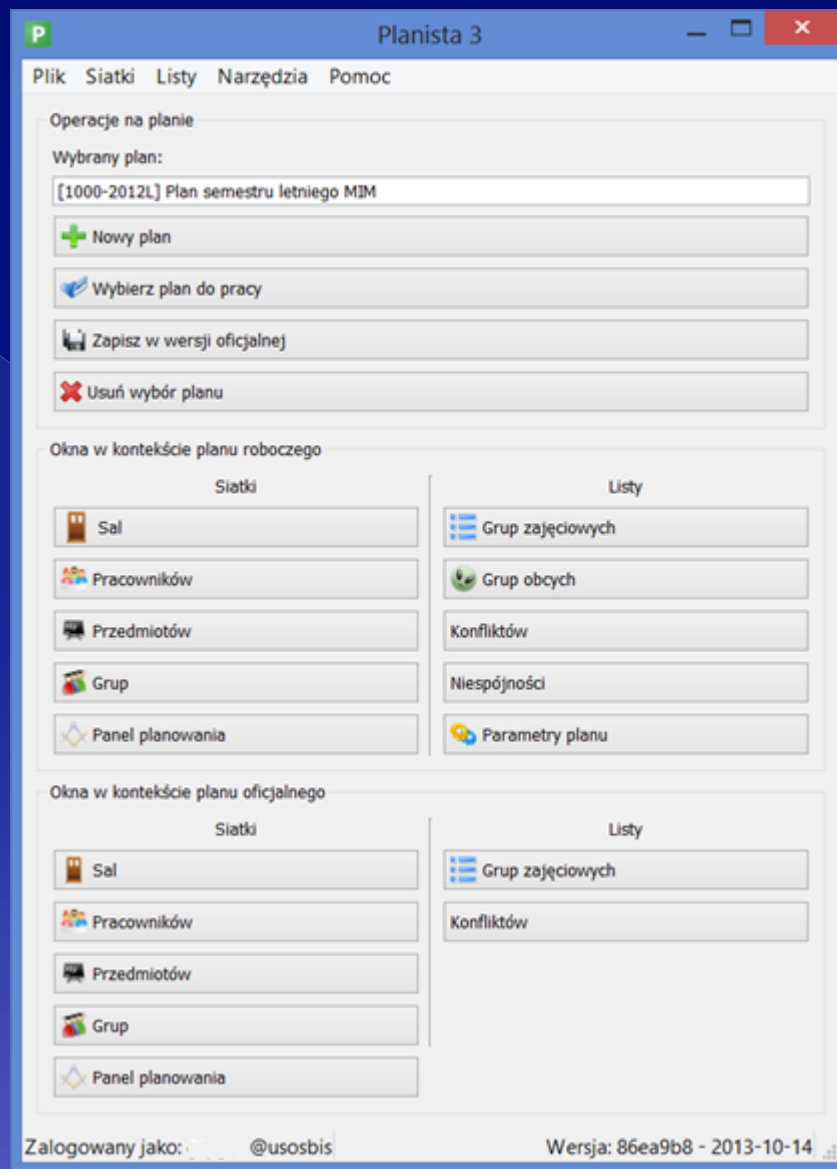 P Planista 3
Plik Siatki Listy Narzędzia Pomoc
Operacje na planie
Wybrany plan:
[1000-2012L] Plan semestru letniego MIM
Nowy plan
Wybierz plan do pracy
Zapisz w wersji oficjalnej
Usuń wybór planu
Okna w kontekście planu roboczego
Siatki
Sal
Pracowników
Przedmiotów
Grup
Panel planowania
Listy
Grup zajęciowych
Grup obcych
Konfliktów
Niespójności
Parametry planu
Okna w kontekście planu oficjalnego
Siatki
Sal
Pracowników
Przedmiotów
Grup
Panel planowania
Listy
Grup zajęciowych
Konfliktów
Zalogowany jako: @usosbis
Wersja: 86ea9b8 - 2013-10-14